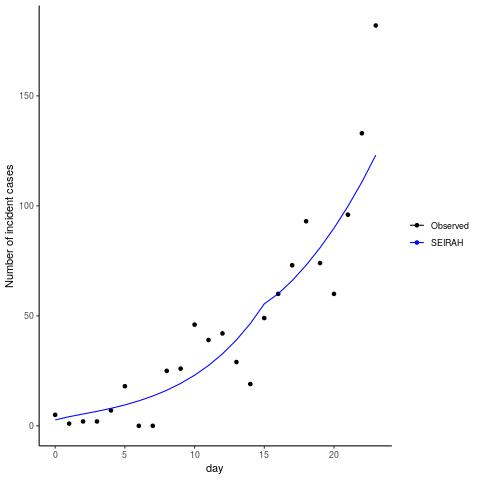 Number of incident cases
150
100
50
0
0 5 10 15 20
day
Observed
SEIRAH